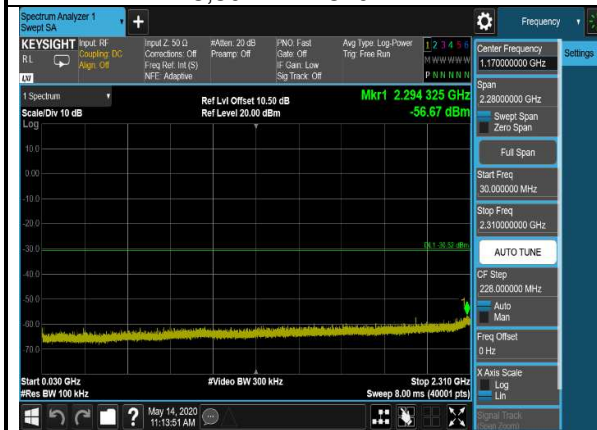 Spectrum Analyzer 1
Swept SA
Frequency
KEYSIGHT
RL
LXI
Input: RF
Coupling: DC
Align: Off
Input Z: 50 Ω
Corrections: Off
Freq Ref: Int (S)
NFE: Adaptive
#Atten: 20 dB
Preamp: Off
PNO: Fast
Gate: Off
IF Gain: Low
Sig Track: Off
Avg Type: Log-Power
Trig: Free Run
1 2 3 4 5 6
M W W W W W
P N N N N N
1 Spectrum
Scale/Div 10 dB
Log
Ref Lvl Offset 10.50 dB
Ref Level 20.00 dBm
Mkr1 2.294 325 GHz
-56.67 dBm
10.0
0.00
-10.0
-20.0
-30.0
-40.0
-50.0
-60.0
-70.0
1
Start 0.030 GHz
#Res BW 100 kHz
#Video BW 300 kHz
Stop 2.310 GHz
Sweep 8.00 ms (40001 pts)
May 14, 2020
11:13:51 AM
Center Frequency
1.170000000 GHz
Settings
Span
2.28000000 GHz
Swept Span
Zero Span
Full Span
Start Freq
30.000000 MHz
Stop Freq
2.310000000 GHz
AUTO TUNE
CF Step
228.000000 MHz
Auto
Man
Freq Offset
0 Hz
X Axis Scale
Log
Lin
Signal Track